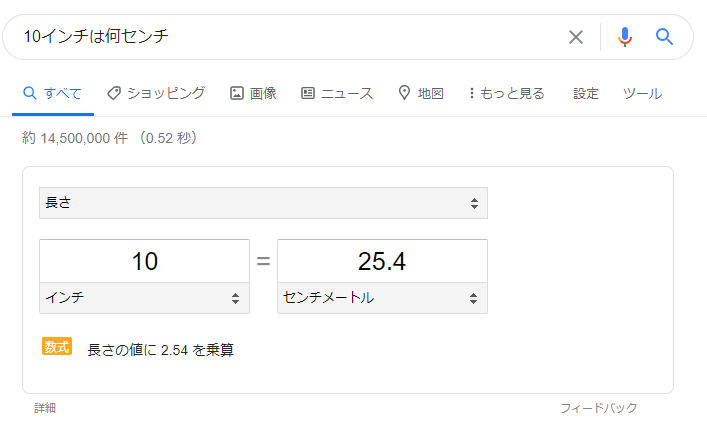 10インチは何センチ
すべて ショッピング 画像 ニュース 地図 もっと見る 設定 ツール
約 14,500,000 件 （0.52 秒）
長さ
10 = 25.4
インチ センチメートル
数式 長さの値に 2.54 を乗算
詳細 フィードバック